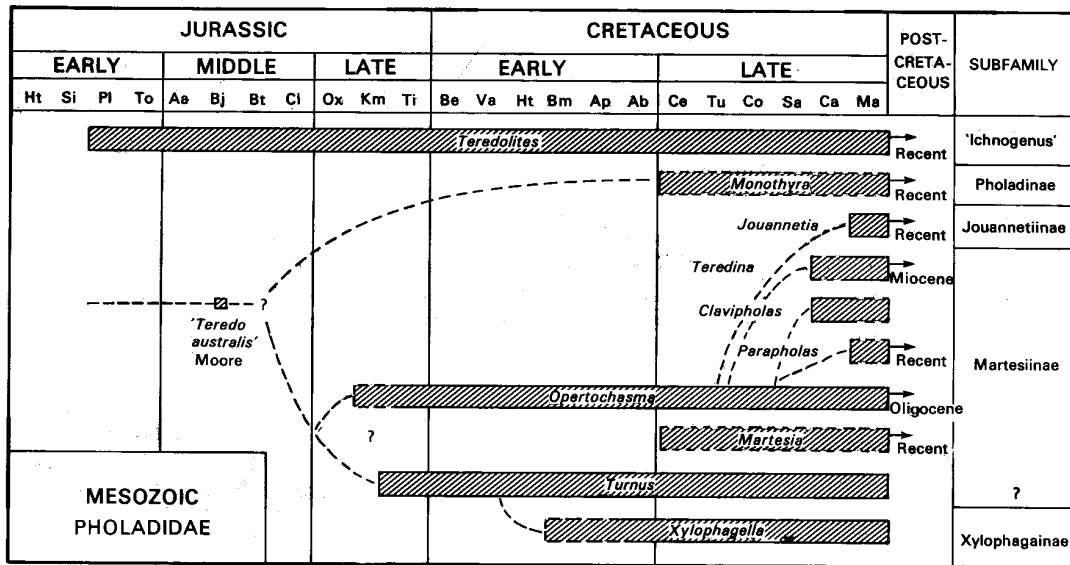 JURASSIC CRETACEOUS POST-CRETA-CEOUS SUBFAMILY
EARLY MIDDLE LATE EARLY LATE
Ht Si Pl To Aa Bj Bt Cl Ox Km Ti Be Va Ht Bm Ap Ab Ce Tu Co Sa Ca Ma
Teredolites Recent 'Ichnogenus'
Monothyra Recent Pholadinae
Jouannetia Recent Jouannetiinae
Teredina Miocene
?
'Teredo
australis'
Moore
Clavipholas
Parapholas Recent Martesiinae
Opertochasma Oligocene
?
Martesia Recent
Turnus ?
Xylophagella Xylophagainae
MESOZOIC
PHOLADIDAE